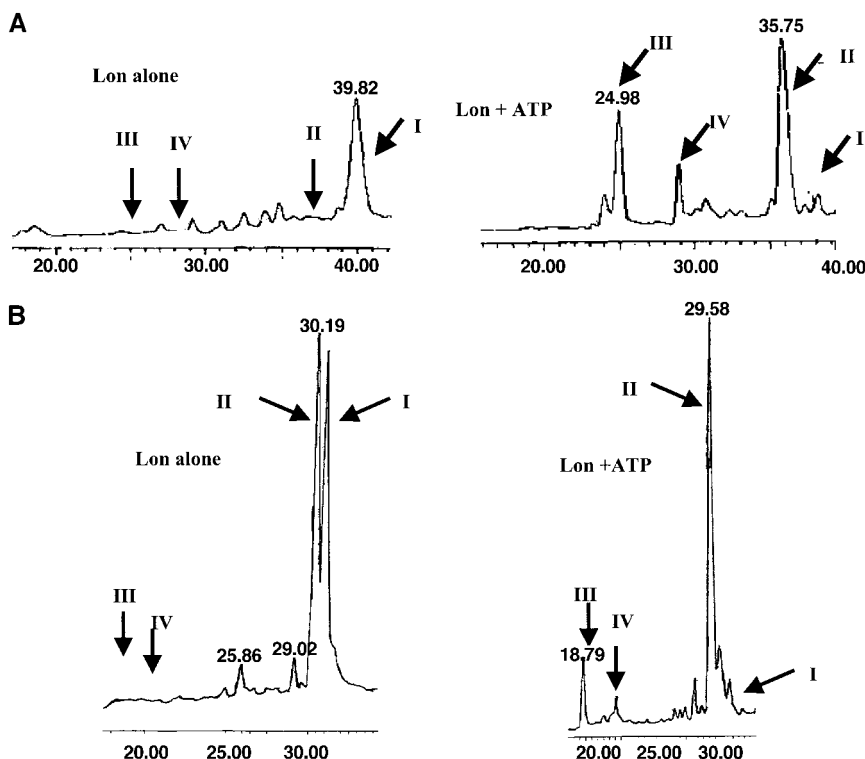 A
Lon alone
39.82
III
IV
II
I
20.00 30.00 40.00
Lon + ATP
35.75
III
II
24.98
IV
I
20.00 30.00 40.00
B
30.19
II
I
Lon alone
III
IV
25.86
29.02
20.00 25.00 30.00
29.58
II
Lon +ATP
III
IV
18.79
I
20.00 25.00 30.00